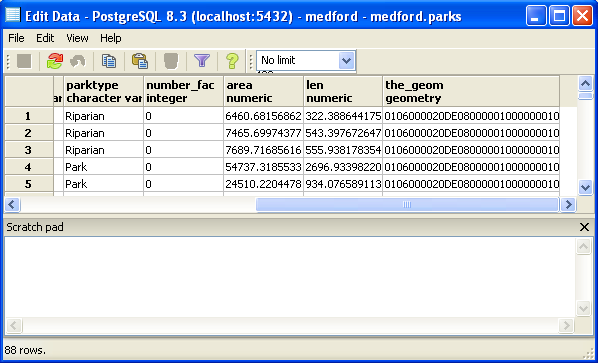 Edit Data - PostgreSQL 8.3 (localhost:5432) - medford - medford.parks
File Edit View Help
No limit
parktype number_fac area len the_geom
character var integer numeric numeric geometry
1 Riparian 0 6460.68156862 322.388644175 0106000020DE08000001000000010
2 Riparian 0 7465.69974377 543.397672647 0106000020DE08000001000000010
3 Riparian 0 7689.71685616 555.938178354 0106000020DE08000001000000010
4 Park 0 54737.3185533 2696.93398220 0106000020DE08000001000000010
5 Park 0 24510.2204478 934.076589113 0106000020DE08000001000000010
Scratch pad
88 rows.